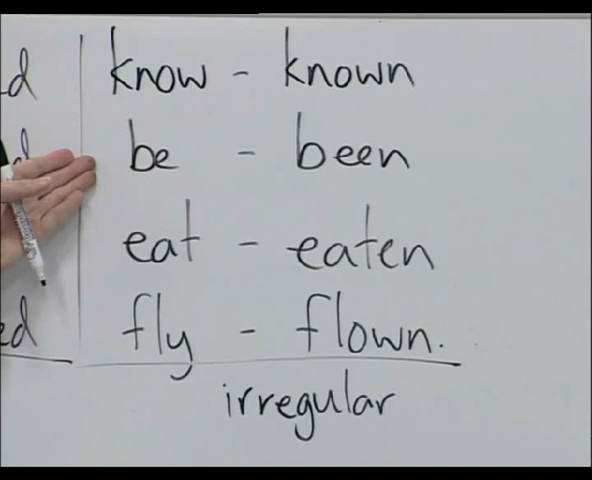 know - known
be - been
eat - eaten
fly - flown.
irregular